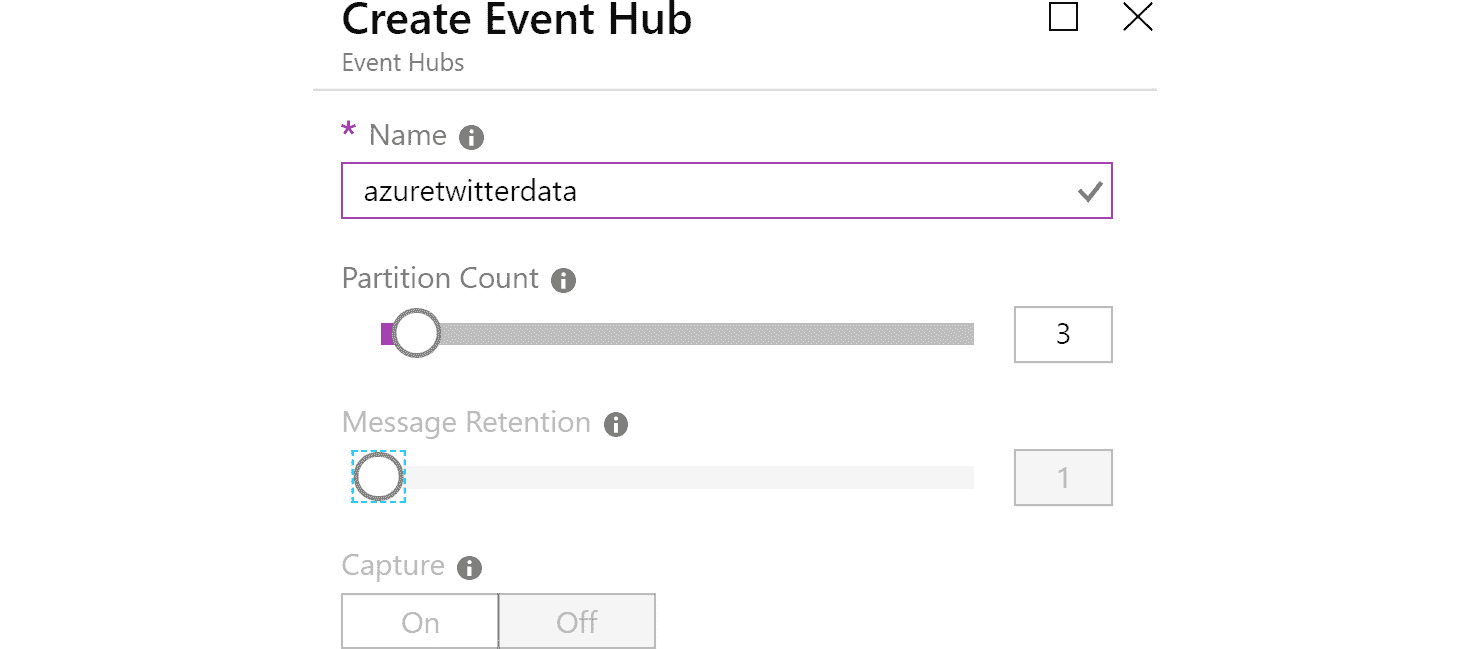 Create Event Hub
Event Hubs
* Name
azuretwitterdata
Partition Count
3
Message Retention
1
Capture
On Off